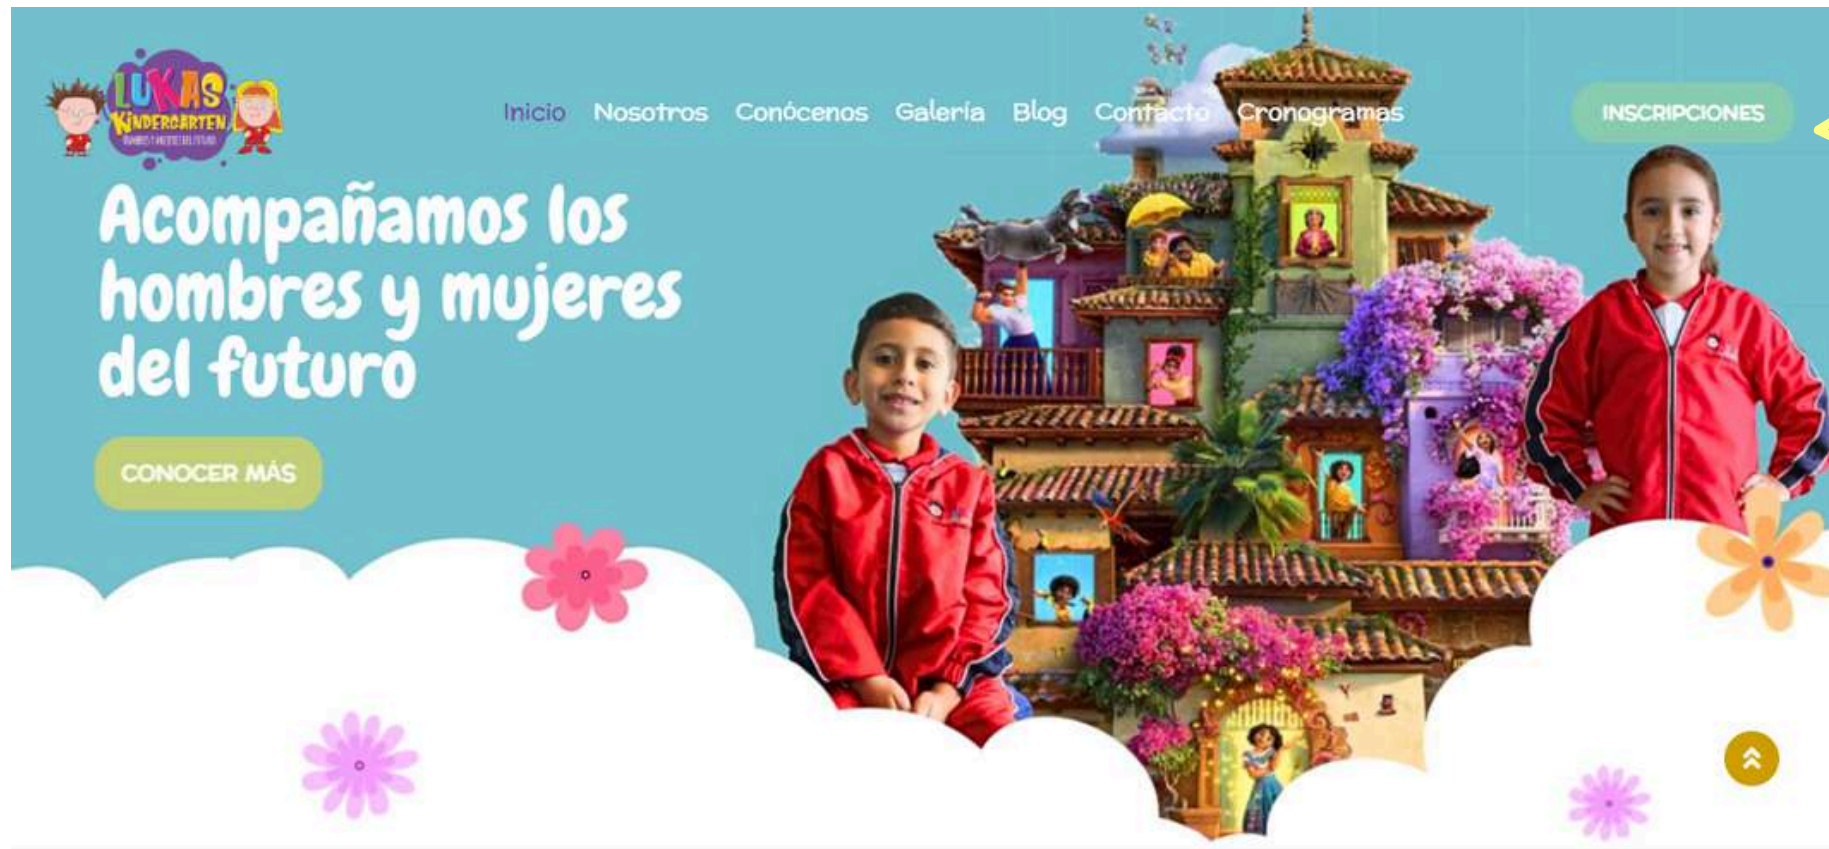 LUKAS
KINDERGARTEN
Inicio Nosotros Conócenos Galería Blog Contacto Cronogramas
INSCRIPCIONES
Acompañamos los
hombres y mujeres
del futuro
CONOCER MÁS